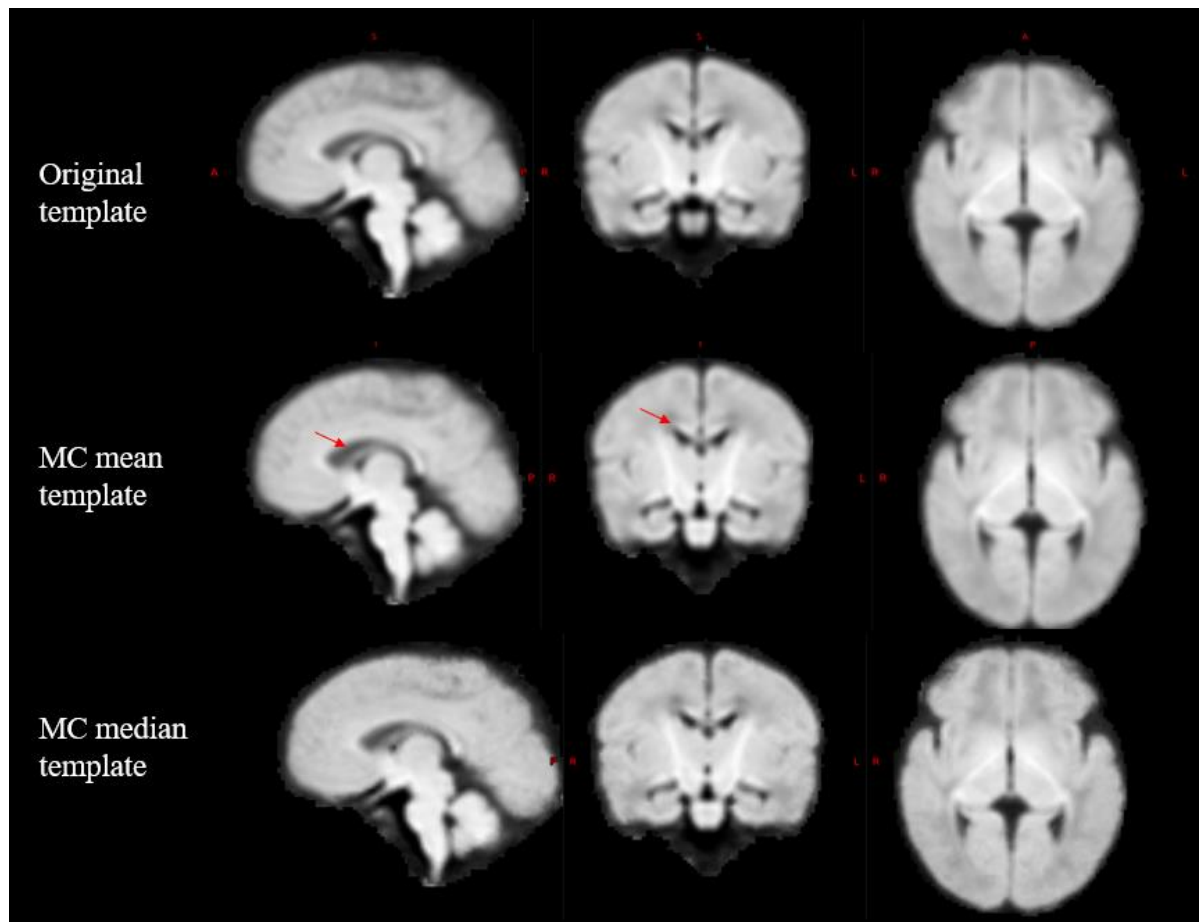 S S A
Original
template
A P R L R L
I I P
MC mean
template
P R L R
MC median
template
P R L R